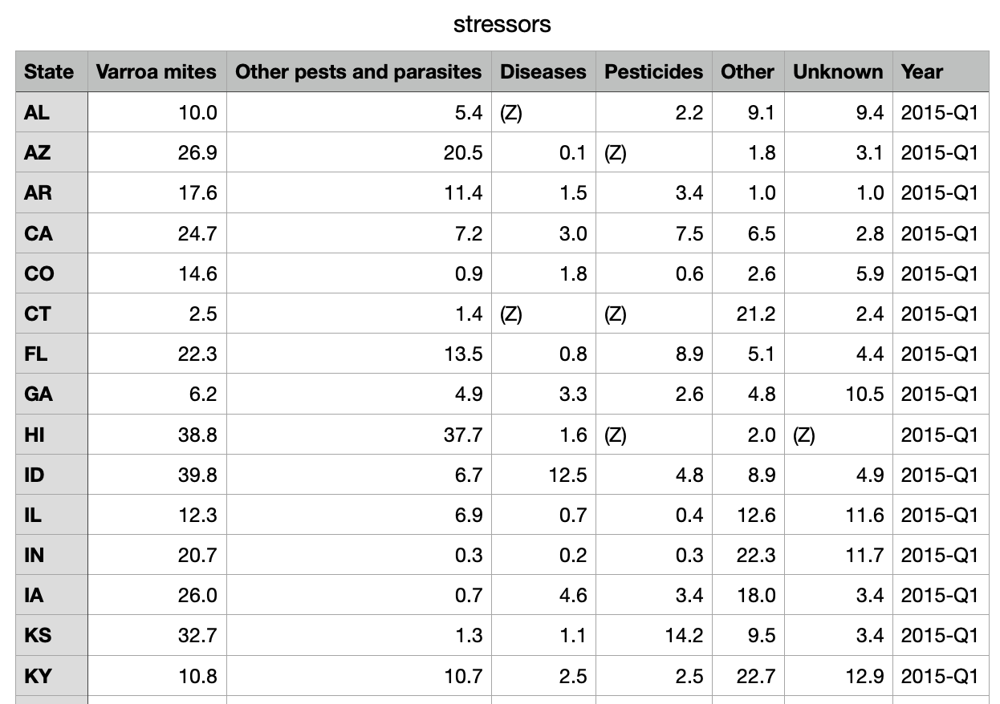 stressors
State Varroa mites Other pests and parasites Diseases Pesticides Other Unknown Year
AL 10.0 5.4 (Z) 2.2 9.1 9.4 2015-Q1
AZ 26.9 20.5 0.1 (Z) 1.8 3.1 2015-Q1
AR 17.6 11.4 1.5 3.4 1.0 1.0 2015-Q1
CA 24.7 7.2 3.0 7.5 6.5 2.8 2015-Q1
CO 14.6 0.9 1.8 0.6 2.6 5.9 2015-Q1
CT 2.5 1.4 (Z) (Z) 21.2 2.4 2015-Q1
FL 22.3 13.5 0.8 8.9 5.1 4.4 2015-Q1
GA 6.2 4.9 3.3 2.6 4.8 10.5 2015-Q1
HI 38.8 37.7 1.6 (Z) 2.0 (Z) 2015-Q1
ID 39.8 6.7 12.5 4.8 8.9 4.9 2015-Q1
IL 12.3 6.9 0.7 0.4 12.6 11.6 2015-Q1
IN 20.7 0.3 0.2 0.3 22.3 11.7 2015-Q1
IA 26.0 0.7 4.6 3.4 18.0 3.4 2015-Q1
KS 32.7 1.3 1.1 14.2 9.5 3.4 2015-Q1
KY 10.8 10.7 2.5 2.5 22.7 12.9 2015-Q1